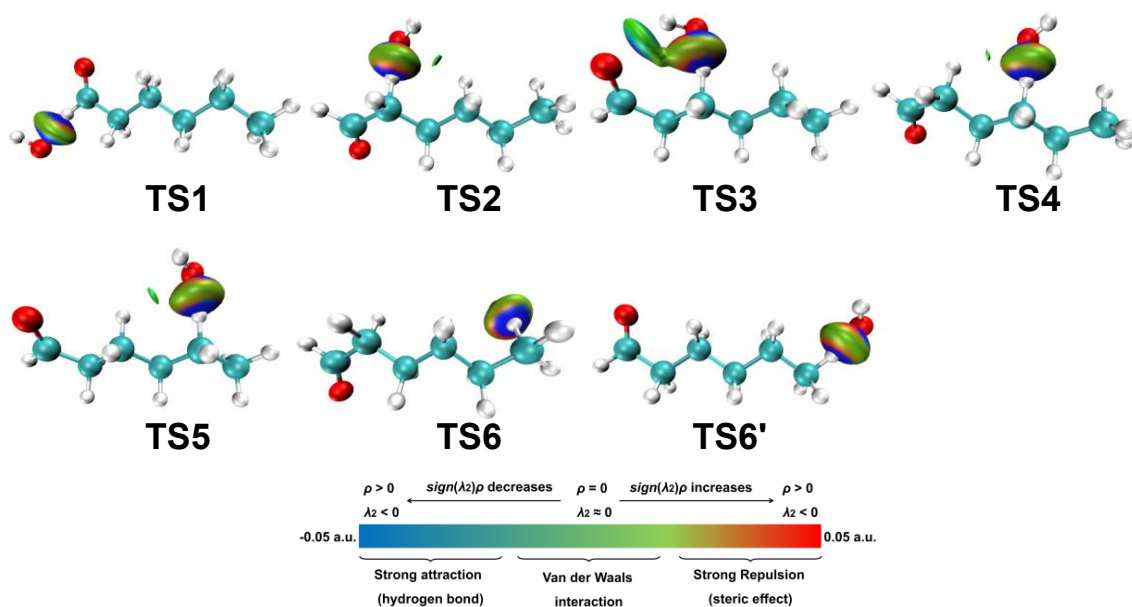 TS1 TS2 TS3 TS4
TS5 TS6 TS6'
ρ > 0 sign(λ2)ρ decreases ρ = 0 sign(λ2)ρ increases ρ > 0
λ2 < 0 λ2 ≈ 0 λ2 < 0
-0.05 a.u. 0.05 a.u.
Strong attraction Van der Waals Strong Repulsion
(hydrogen bond) interaction (steric effect)